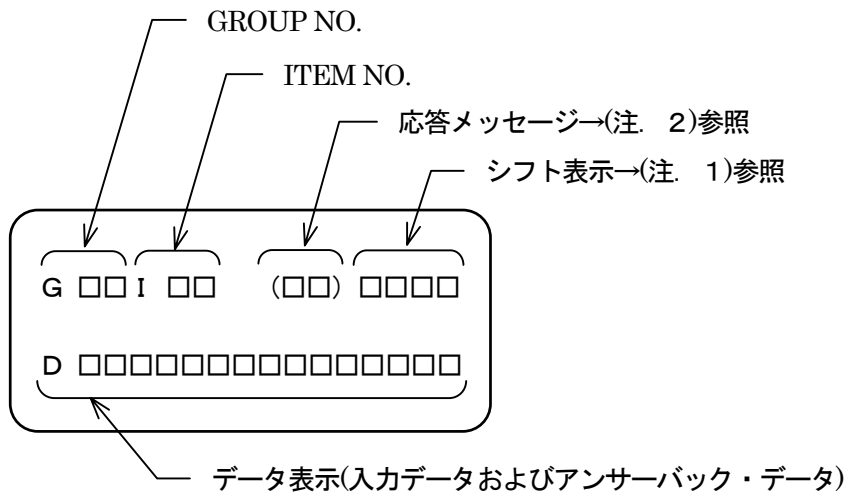 GROUP NO.
ITEM NO.
応答メッセージ→(注. 2)参照
シフト表示→(注. 1)参照
G □□ I □□ (□□) □□□□
D □□□□□□□□□□□□□□□
データ表示(入力データおよびアンサーバック・データ)